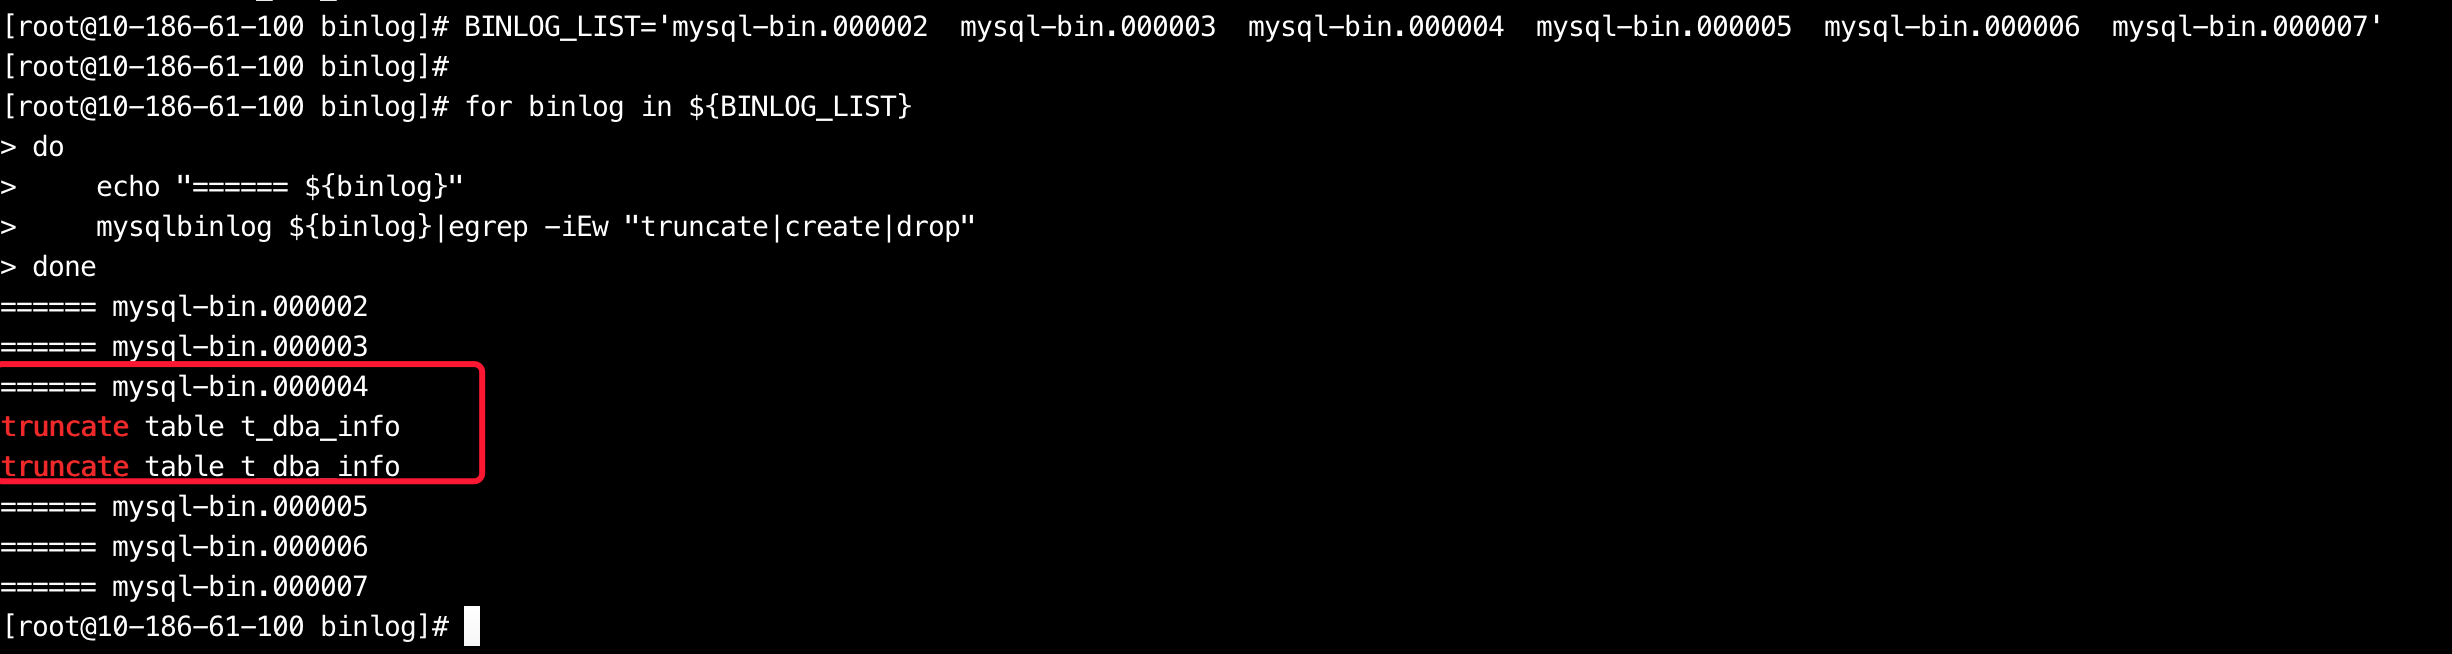 [root@10-186-61-100 binlog]# BINLOG_LIST='mysql-bin.000002  mysql-bin.000003  mysql-bin.000004  mysql-bin.000005  mysql-bin.000006  mysql-bin.000007'
[root@10-186-61-100 binlog]#
[root@10-186-61-100 binlog]# for binlog in ${BINLOG_LIST}
> do
>     echo "====== ${binlog}"
>     mysqlbinlog ${binlog}|egrep -iEw "truncate|create|drop"
> done
====== mysql-bin.000002
====== mysql-bin.000003
====== mysql-bin.000004
truncate table t_dba_info
truncate table t_dba_info
====== mysql-bin.000005
====== mysql-bin.000006
====== mysql-bin.000007
[root@10-186-61-100 binlog]#